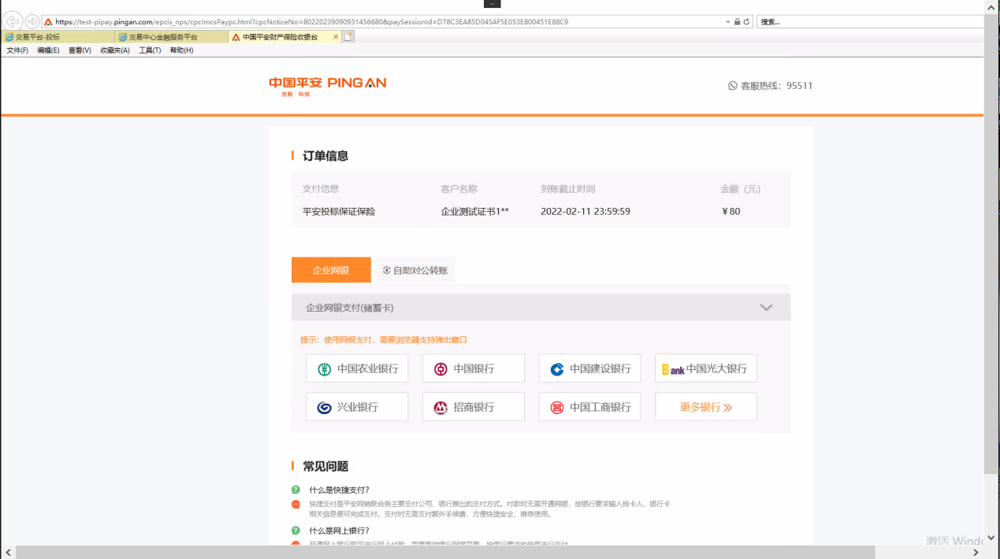 https://test-pipay.pingan.com/epcis_nps/cpcImcsPaypc.html?cpcNoticeNo=80220239090931456680&paySessionId=D78C3EA85D045AF5E053E800451E88C9
搜索...
交易平台-投标
交易中心金融服务平台
中国平安财产保险收银台
文件(F) 编辑(E) 查看(V) 收藏夹(A) 工具(T) 帮助(H)
中国平安 PING AN
金融·科技
客服热线：95511
订单信息
支付信息 客户名称 到账截止时间 金额（元）
平安投标保证保险 企业测试证书1** 2022-02-11 23:59:59 ￥80
企业网银 自助对公转账
企业网银支付(储蓄卡)
提示：使用网银支付，需要浏览器支持弹出窗口
中国农业银行 中国银行 中国建设银行 Bank 中国光大银行
兴业银行 招商银行 中国工商银行 更多银行
常见问题
什么是快捷支付?
快捷支付是平安网销联合各主要支付公司、银行推出的支付方式。付款时无需开通网银，按银行要求输入持卡人、银行卡
相关信息便可完成支付。支付时无需支付额外手续费，方便快捷安全，推荐使用。
什么是网上银行?
激活 Windo